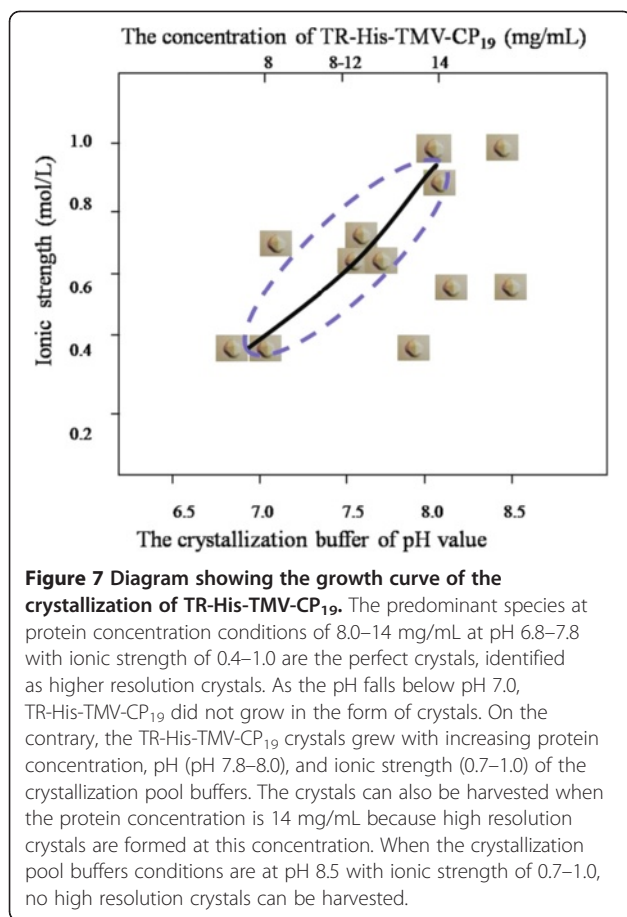 The concentration of TR-His-TMV-CP₁₉ (mg/mL)
8 8-12 14
Ionic strength (mol/L)
1.0
0.8
0.6
0.4
0.2
6.5 7.0 7.5 8.0 8.5
The crystallization buffer of pH value
Figure 7 Diagram showing the growth curve of the
crystallization of TR-His-TMV-CP₁₉. The predominant species at
protein concentration conditions of 8.0–14 mg/mL at pH 6.8–7.8
with ionic strength of 0.4–1.0 are the perfect crystals, identified
as higher resolution crystals. As the pH falls below pH 7.0,
TR-His-TMV-CP₁₉ did not grow in the form of crystals. On the
contrary, the TR-His-TMV-CP₁₉ crystals grew with increasing protein
concentration, pH (pH 7.8–8.0), and ionic strength (0.7–1.0) of the
crystallization pool buffers. The crystals can also be harvested when
the protein concentration is 14 mg/mL because high resolution
crystals are formed at this concentration. When the crystallization
pool buffers conditions are at pH 8.5 with ionic strength of 0.7–1.0,
no high resolution crystals can be harvested.